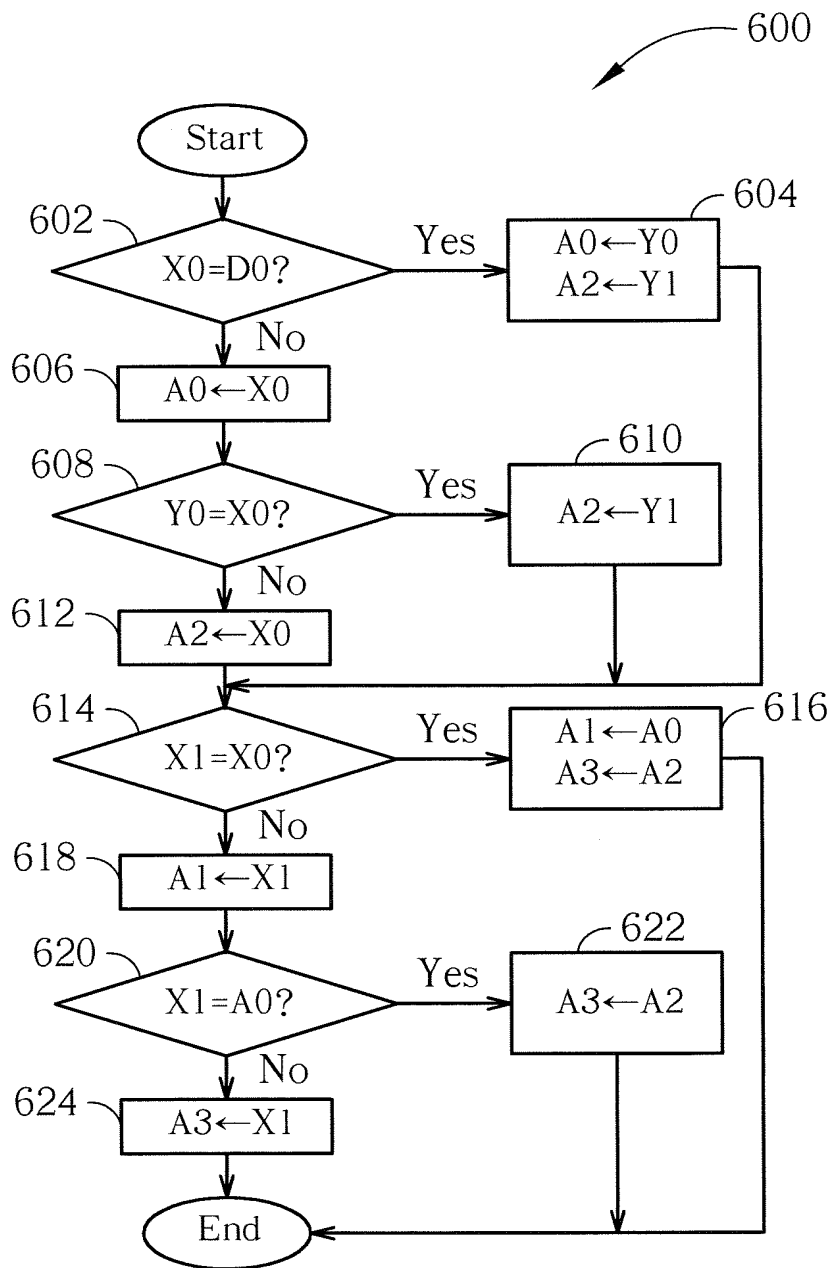 600
Start
602
X0=D0?
Yes
604
A0←Y0
A2←Y1
No
606
A0←X0
608
Y0=X0?
Yes
610
A2←Y1
No
612
A2←X0
614
X1=X0?
Yes
616
A1←A0
A3←A2
No
618
A1←X1
620
X1=A0?
Yes
622
A3←A2
No
624
A3←X1
End